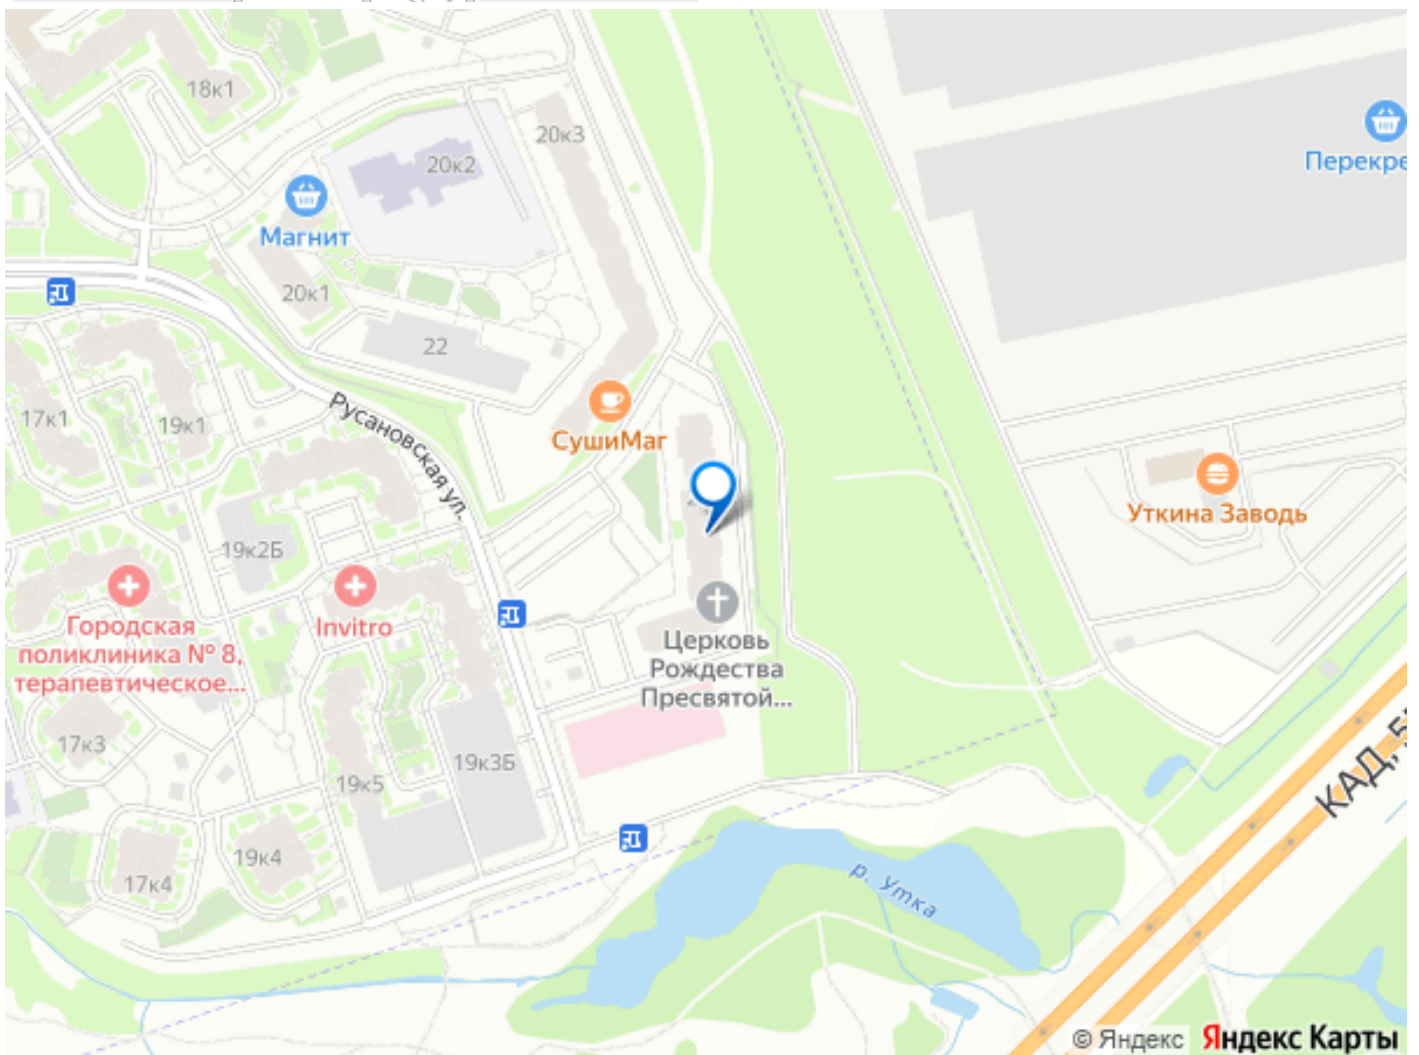 18к1
20к3
20к2
Перекре
Магнит
20к1
22
17к1
19к1
Русановская ул.
СушиМаг
Уткина Заводь
19к2Б
Городская
поликлиника № 8,
терапевтическое...
Invitro
Церковь
Рождества
Пресвятой...
17к3
19к5
19к3Б
КАД, 5
19к4
17к4
р. Утка
© Яндекс Яндекс Карты